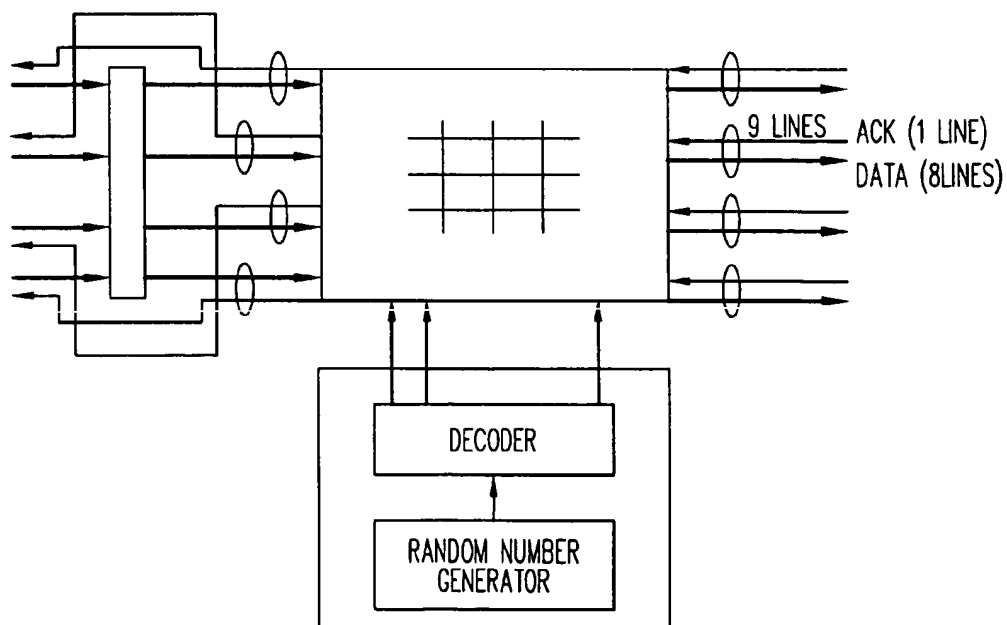 9 LINES ACK (1 LINE)
DATA (8LINES)
DECODER
RANDOM NUMBER
GENERATOR